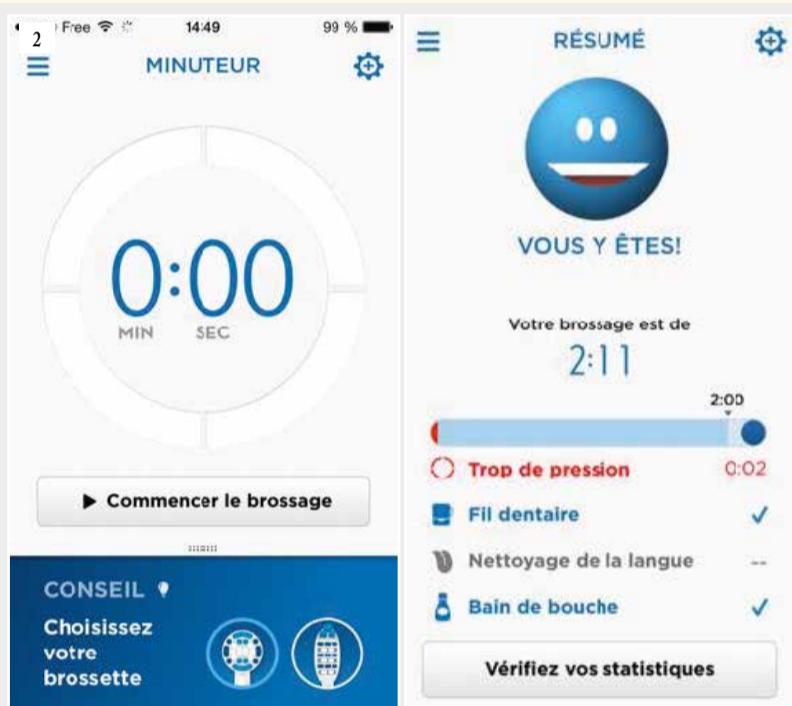 2
Free 14:49 99 %
MINUTEUR
0:00
MIN SEC
Commencer le brossage
CONSEIL
Choisissez
votre
brossette
RÉSUMÉ
VOUS Y ÊTES!
Votre brossage est de
2:11
2:00
Trop de pression 0:02
Fil dentaire
Nettoyage de la langue --
Bain de bouche
Vérifiez vos statistiques